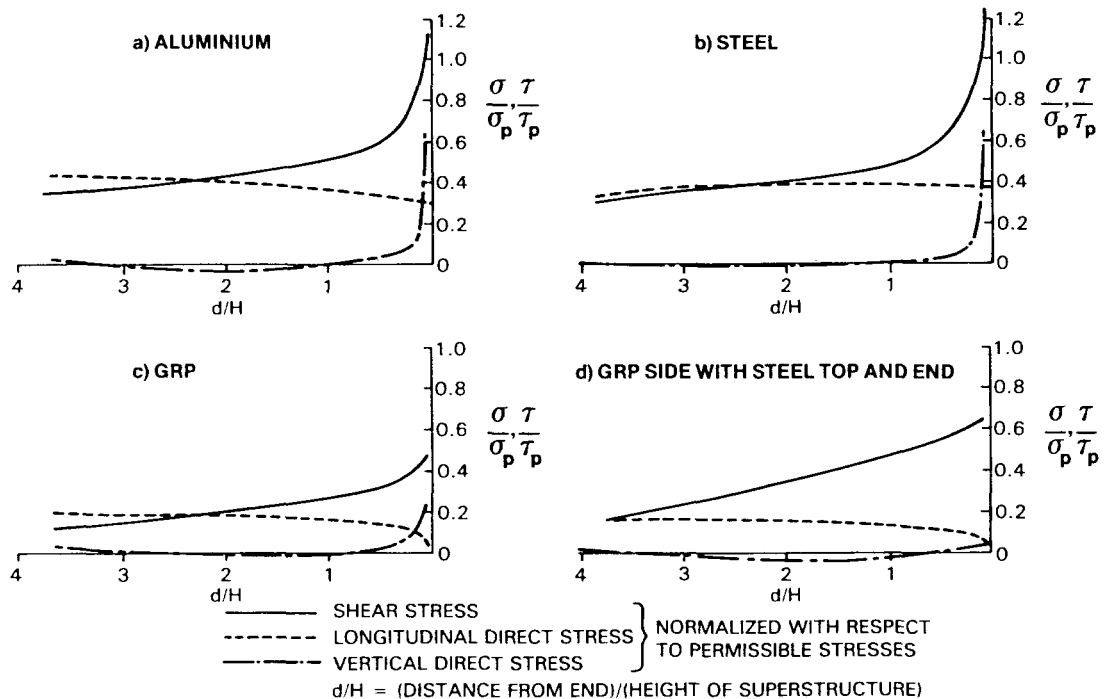 a) ALUMINIUM
1.2
1.0
0.8
0.6
0.4
0.2
0
σ/σp, τ/τp
4 3 2 1
d/H
b) STEEL
1.2
1.0
0.8
0.6
0.4
0.2
0
σ/σp, τ/τp
4 3 2 1
d/H
c) GRP
1.0
0.8
0.6
0.4
0.2
0
σ/σp, τ/τp
4 3 2 1
d/H
d) GRP SIDE WITH STEEL TOP AND END
1.0
0.8
0.6
0.4
0.2
0
σ/σp, τ/τp
4 3 2 1
d/H
SHEAR STRESS
LONGITUDINAL DIRECT STRESS
VERTICAL DIRECT STRESS
NORMALIZED WITH RESPECT
TO PERMISSIBLE STRESSES
d/H = (DISTANCE FROM END)/(HEIGHT OF SUPERSTRUCTURE)